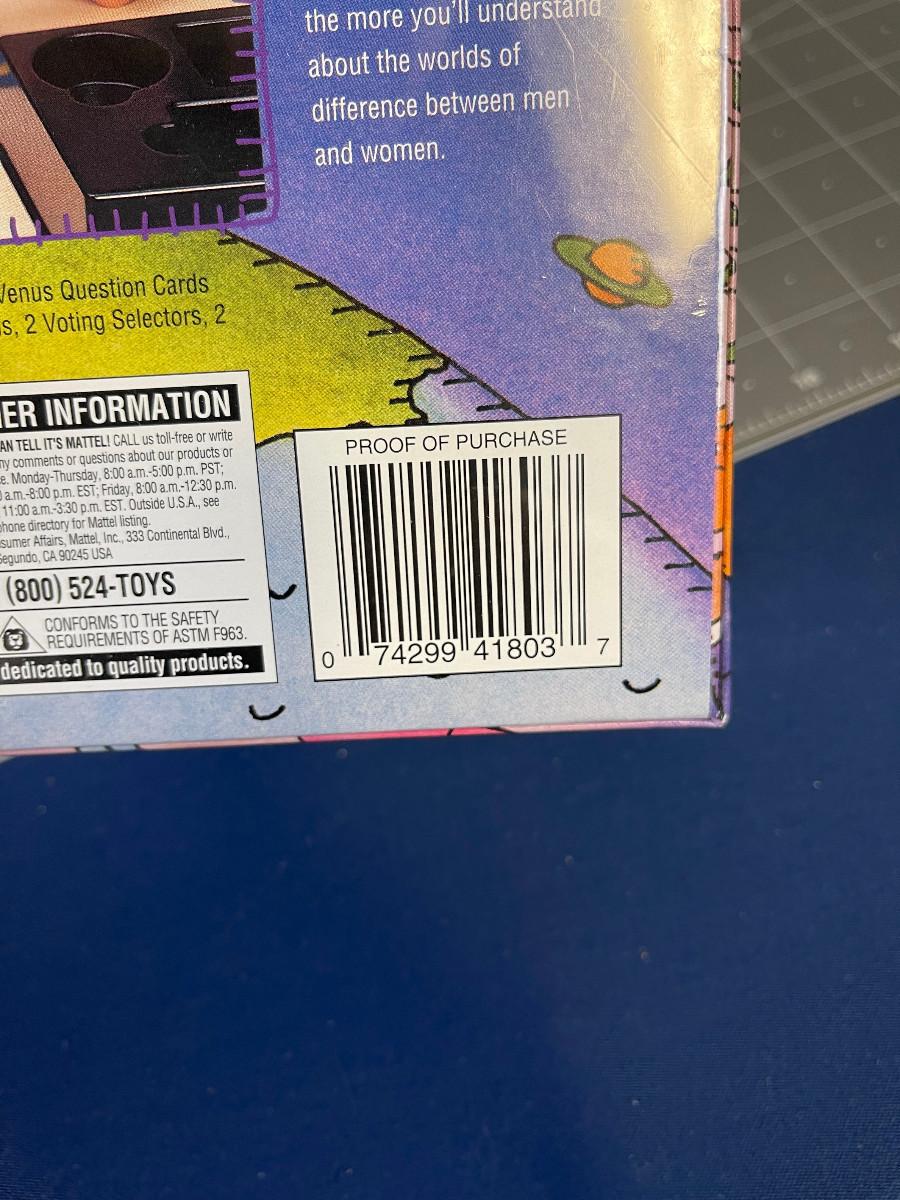 the more you'll understand
about the worlds of
difference between men
and women.
Venus Question Cards
s, 2 Voting Selectors, 2
ER INFORMATION
AN TELL IT'S MATTEL! CALL us toll-free or write
ny comments or questions about our products or
e. Monday-Thursday, 8:00 a.m.-5:00 p.m. PST;
a.m.-8:00 p.m. EST; Friday, 8:00 a.m.-12:30 p.m.
11:00 a.m.-3:30 p.m. EST. Outside U.S.A., see
phone directory for Mattel listing.
sumer Affairs, Mattel, Inc., 333 Continental Blvd.,
Segundo, CA 90245 USA
(800) 524-TOYS
CONFORMS TO THE SAFETY
REQUIREMENTS OF ASTM F963.
dedicated to quality products.
PROOF OF PURCHASE
0 74299 41803 7